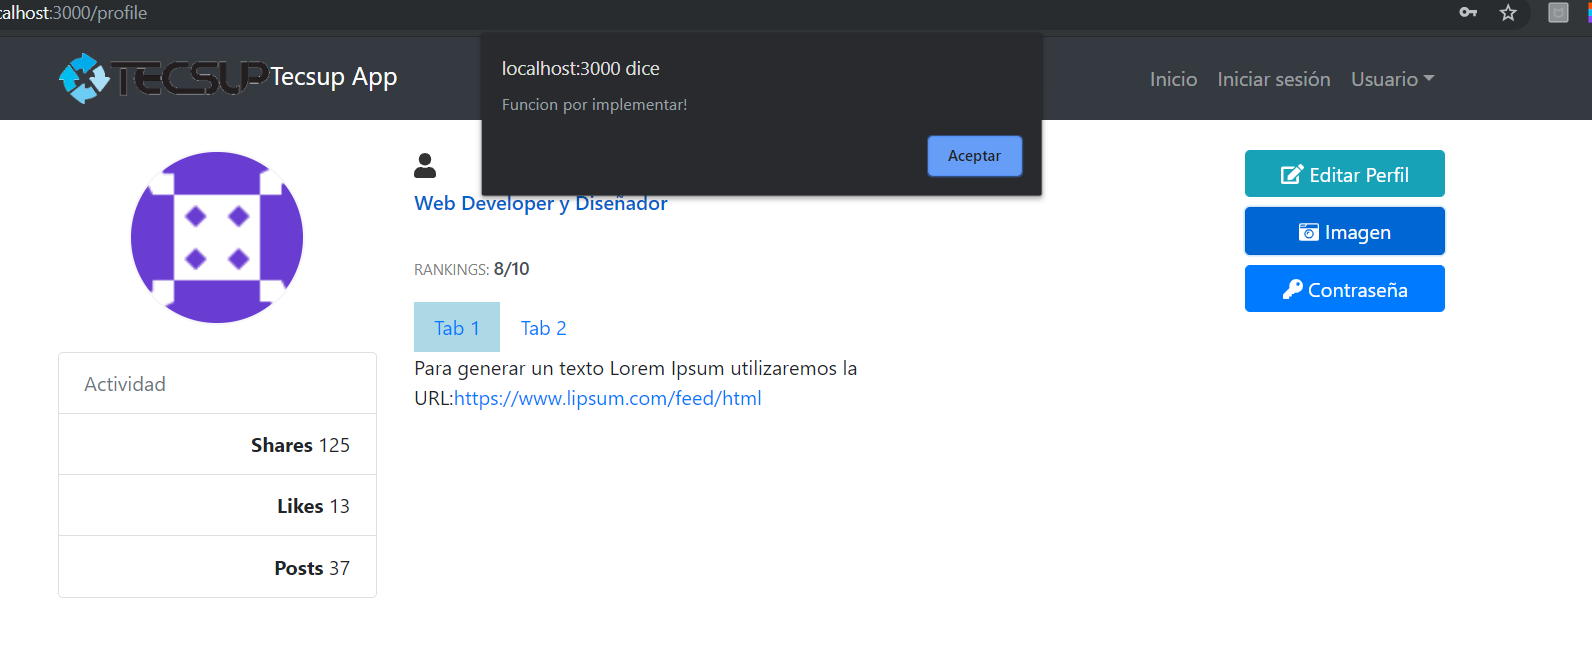 calhost:3000/profile
TECSUP Tecsup App
Inicio Iniciar sesión Usuario
localhost:3000 dice
Funcion por implementar!
Aceptar
Web Developer y Diseñador
RANKINGS: 8/10
Tab 1 Tab 2
Para generar un texto Lorem Ipsum utilizaremos la
URL:https://www.lipsum.com/feed/html
Actividad
Shares 125
Likes 13
Posts 37
Editar Perfil
Imagen
Contraseña